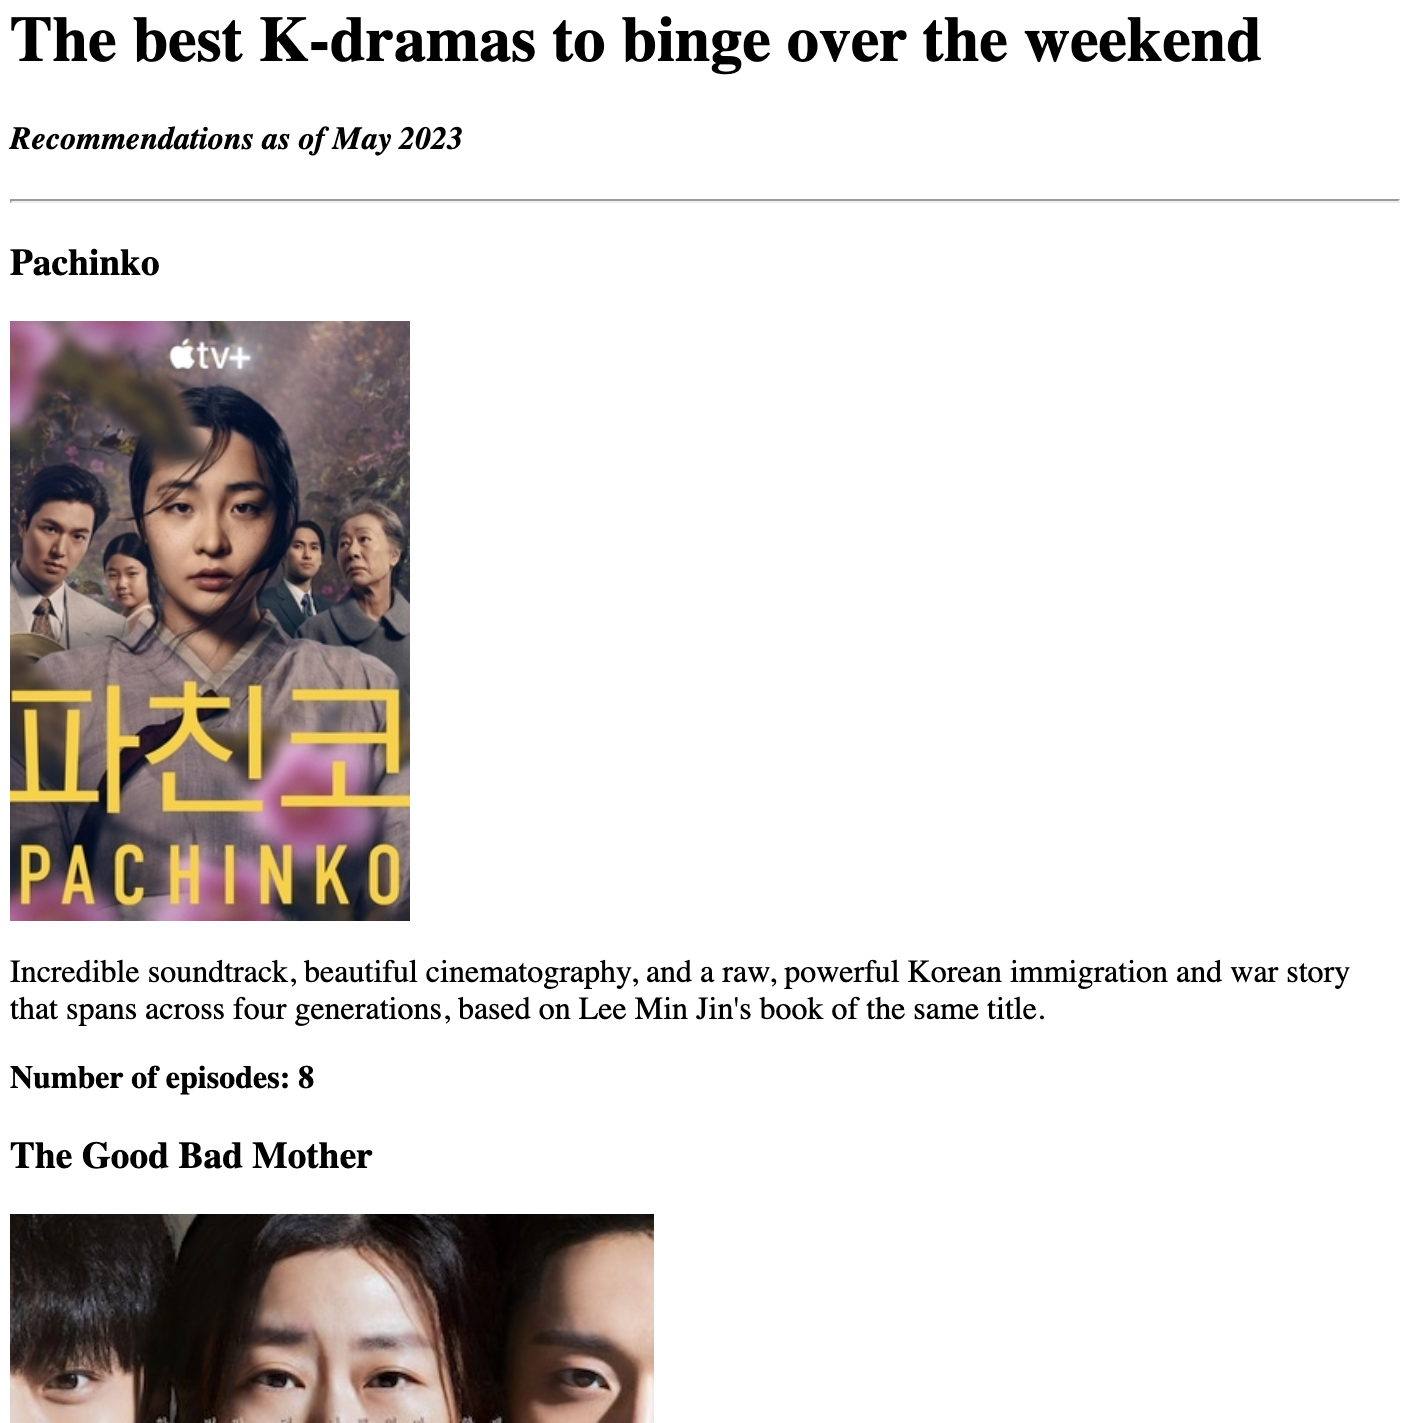 The best K-dramas to binge over the weekend
Recommendations as of May 2023
Pachinko
tv+
파친코
PACHINKO
Incredible soundtrack, beautiful cinematography, and a raw, powerful Korean immigration and war story
that spans across four generations, based on Lee Min Jin's book of the same title.
Number of episodes: 8
The Good Bad Mother